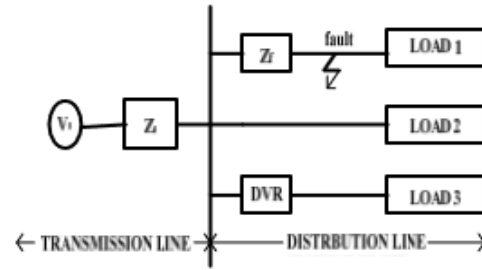 fault
Zf
LOAD 1
Vs
Zs
LOAD 2
DVR
LOAD 3
TRANSMISSION LINE
DISTRBUTION LINE